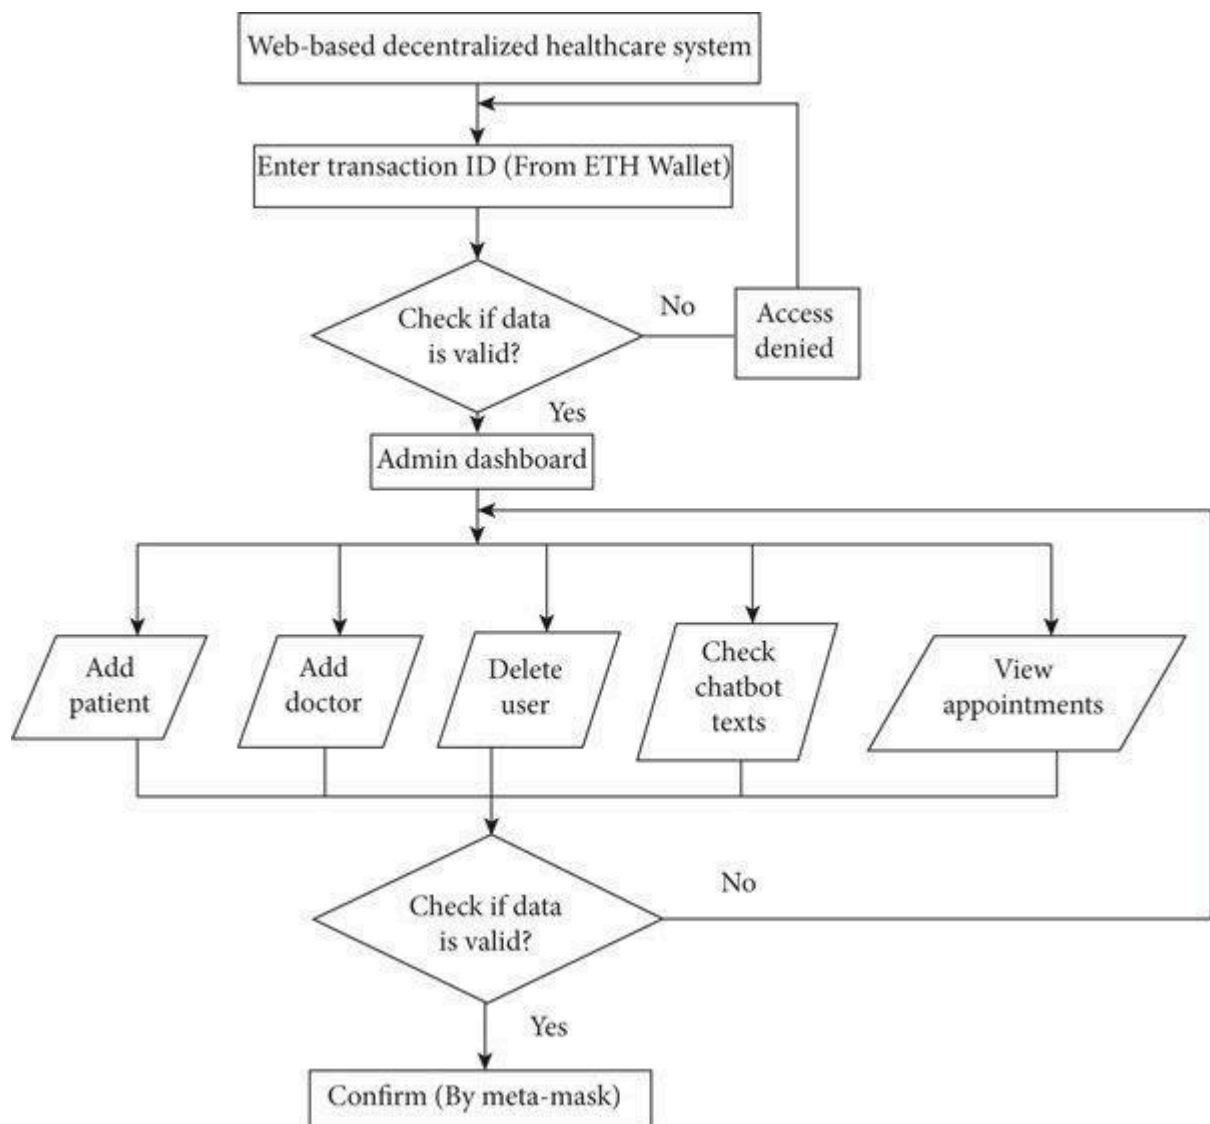 Web-based decentralized healthcare system
Enter transaction ID (From ETH Wallet)
Check if data
is valid?
No
Access
denied
Yes
Admin dashboard
Add
patient
Add
doctor
Delete
user
Check
chatbot
texts
View
appointments
Check if data
is valid?
No
Yes
Confirm (By meta-mask)